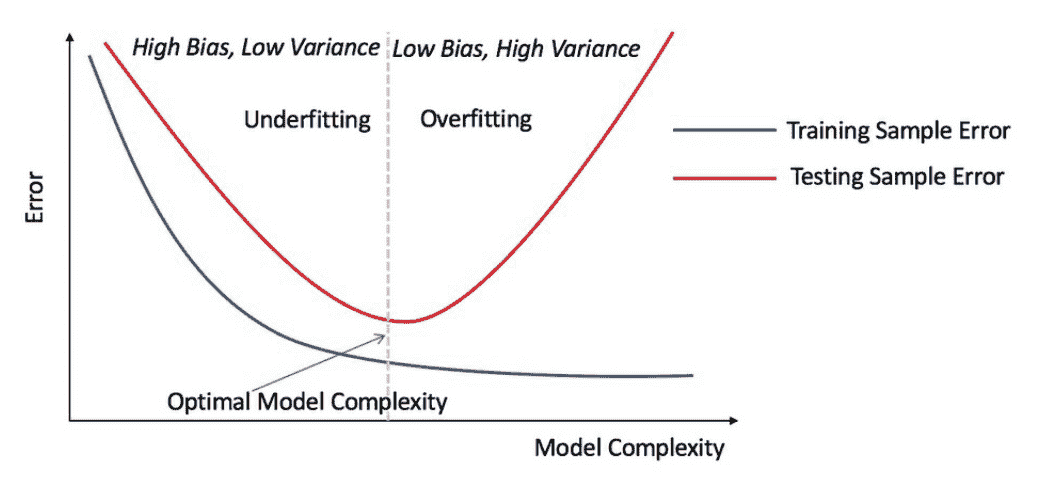 High Bias, Low Variance
Low Bias, High Variance
Underfitting
Overfitting
Training Sample Error
Testing Sample Error
Error
Optimal Model Complexity
Model Complexity